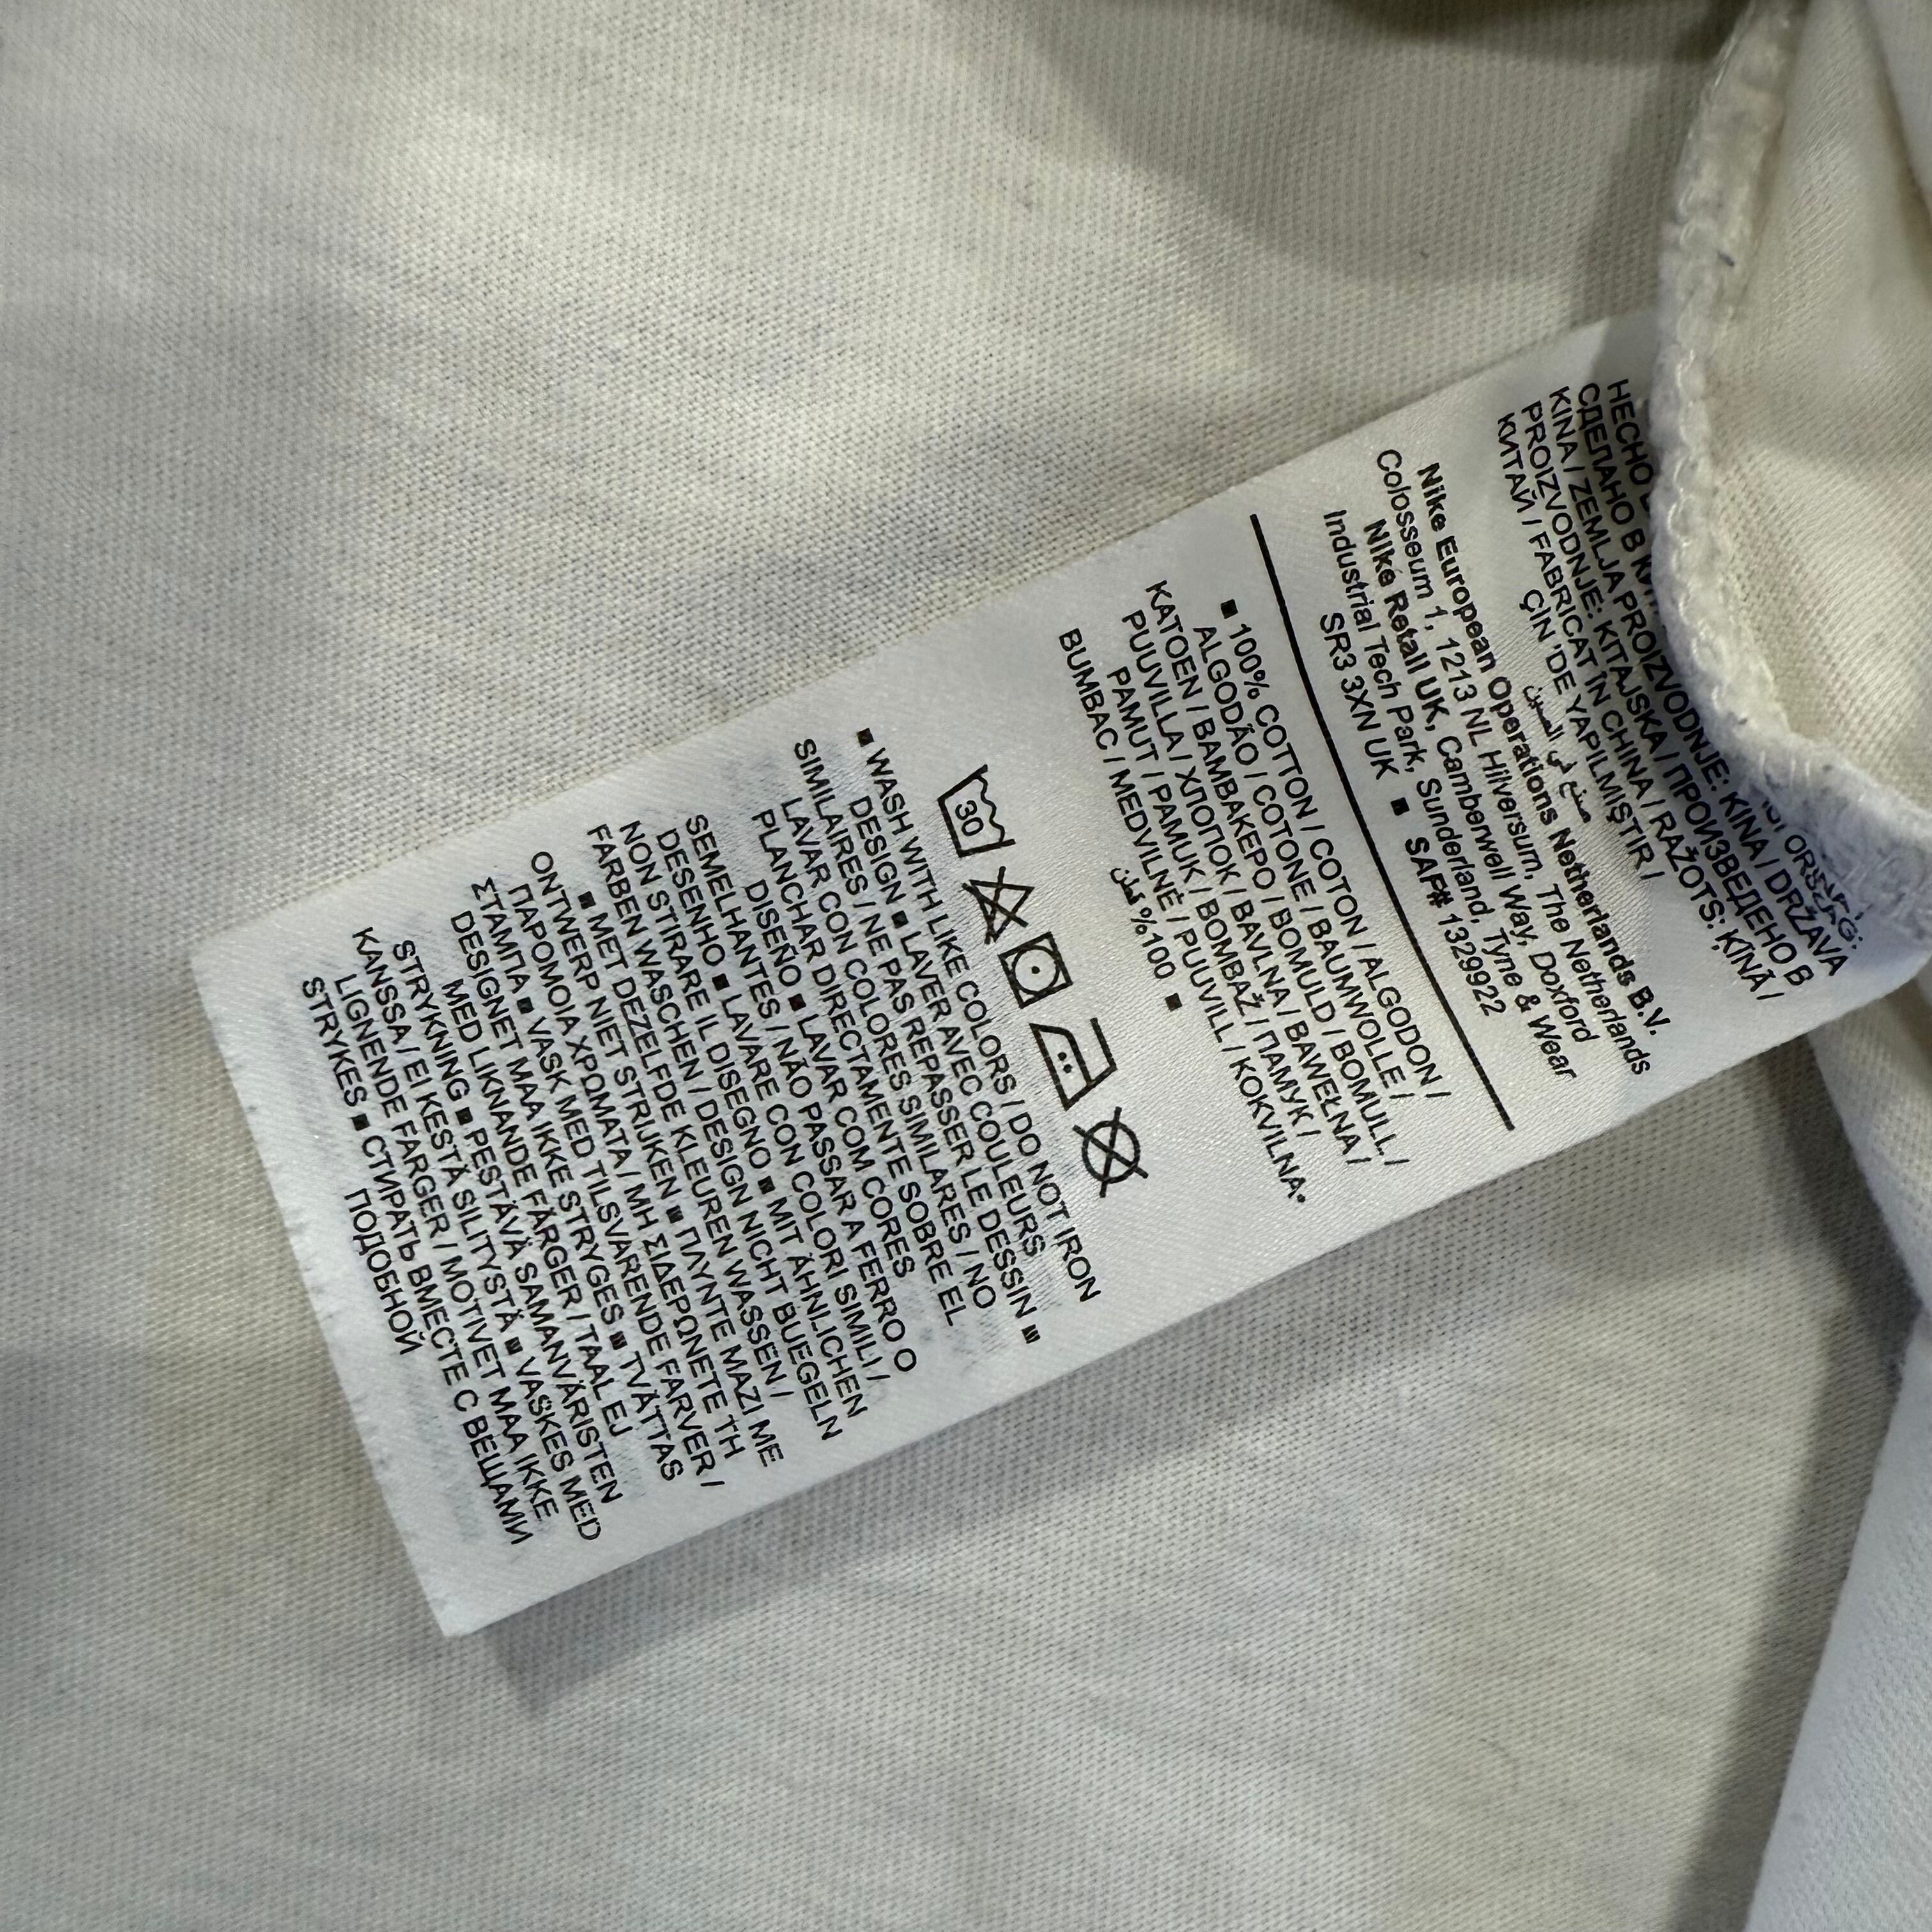 ORSZÁG:
НЕСНО
СДЕЛАНО В
PROIZVODNJE: KINA / DRŽAVA
KINA / ZEMLJA PROIZVODNJE: KITAJSKA / ПРОИЗВЕДЕНО В
КИТАЙ / FABRICAT ÎN CHINA / RAŽOTS: ĶĪNĀ /
ÇİN 'DE YAPILMIŞTIR /
صنع في الصين
Nike European Operations Netherlands B.V.
Colosseum 1, 1213 NL Hilversum, The Netherlands
Nike Retail UK, Camberwell Way, Doxford
Industrial Tech Park, Sunderland, Tyne & Wear
SR3 3XN UK ■ SAP# 1329922
■ 100% COTTON / COTON / ALGODON /
ALGODÃO / COTONE / BAUMWOLLE /
KATOEN / ΒΑΜΒΑΚΕΡΟ / BOMULD / BOMULL /
PUUVILLA / ХЛОПОК / BAVLNA / BAWEŁNA /
PAMUT / PAMUK / BOMBAŽ / ПАМУК /
BUMBAC / MEDVILNĖ / PUUVILL / KOKVILNA
100% قطن ■
30
■ WASH WITH LIKE COLORS / DO NOT IRON
DESIGN ■ LAVER AVEC COULEURS
SIMILAIRES / NE PAS REPASSER LE DESSIN ■
LAVAR CON COLORES SIMILARES / NO
PLANCHAR DIRECTAMENTE SOBRE EL
DISEÑO ■ LAVAR COM CORES
SEMELHANTES / NÃO PASSAR A FERRO O
DESENHO ■ LAVARE CON COLORI SIMILI /
NON STIRARE IL DISEGNO ■ MIT ÄHNLICHEN
FARBEN WASCHEN / DESIGN NICHT BUEGELN
■ MET DEZELFDE KLEUREN WASSEN /
ONTWERP NIET STRIJKEN ■ ΠΛΥΝΤΕ ΜΑΖΙ ΜΕ
ΠΑΡΟΜΟΙΑ ΧΡΩΜΑΤΑ / ΜΗ ΣΙΔΕΡΩΝΕΤΕ ΤΗ
ΣΤΑΜΠΑ ■ VASK MED TILSVARENDE FARVER /
DESIGNET MAA IKKE STRYGES ■ TVÄTTAS
MED LIKNANDE FÄRGER / TAAL EJ
STRYKNING ■ PESTÄVÄ SAMANVÄRISTEN
KANSSA / EI KESTÄ SILITYSTÄ ■ VASKES MED
LIGNENDE FARGER / MOTIVET MAA IKKE
STRYKES ■ СТИРАТЬ ВМЕСТЕ С ВЕЩАМИ
ПОДОБНОЙ